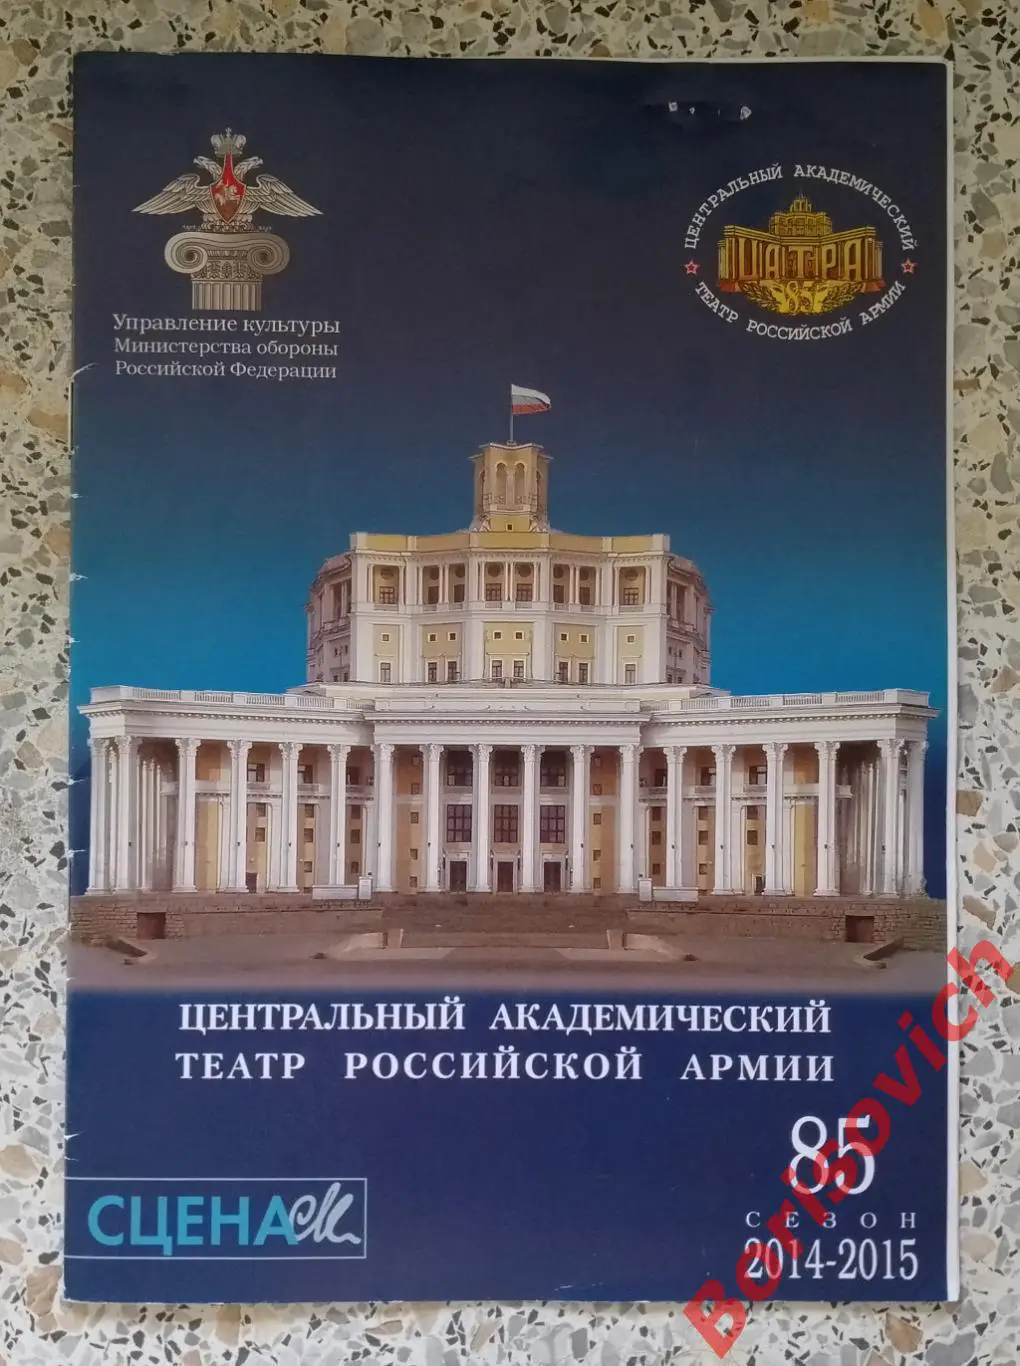 Управление культуры
Министерства обороны
Российской Федерации
ЦЕНТРАЛЬНЫЙ АКАДЕМИЧЕСКИЙ
ЦАТРА
85
ТЕАТР РОССИЙСКОЙ АРМИИ
ЦЕНТРАЛЬНЫЙ АКАДЕМИЧЕСКИЙ
ТЕАТР РОССИЙСКОЙ АРМИИ
85
СЕЗОН
2014-2015
СЦЕНА
Borisovich